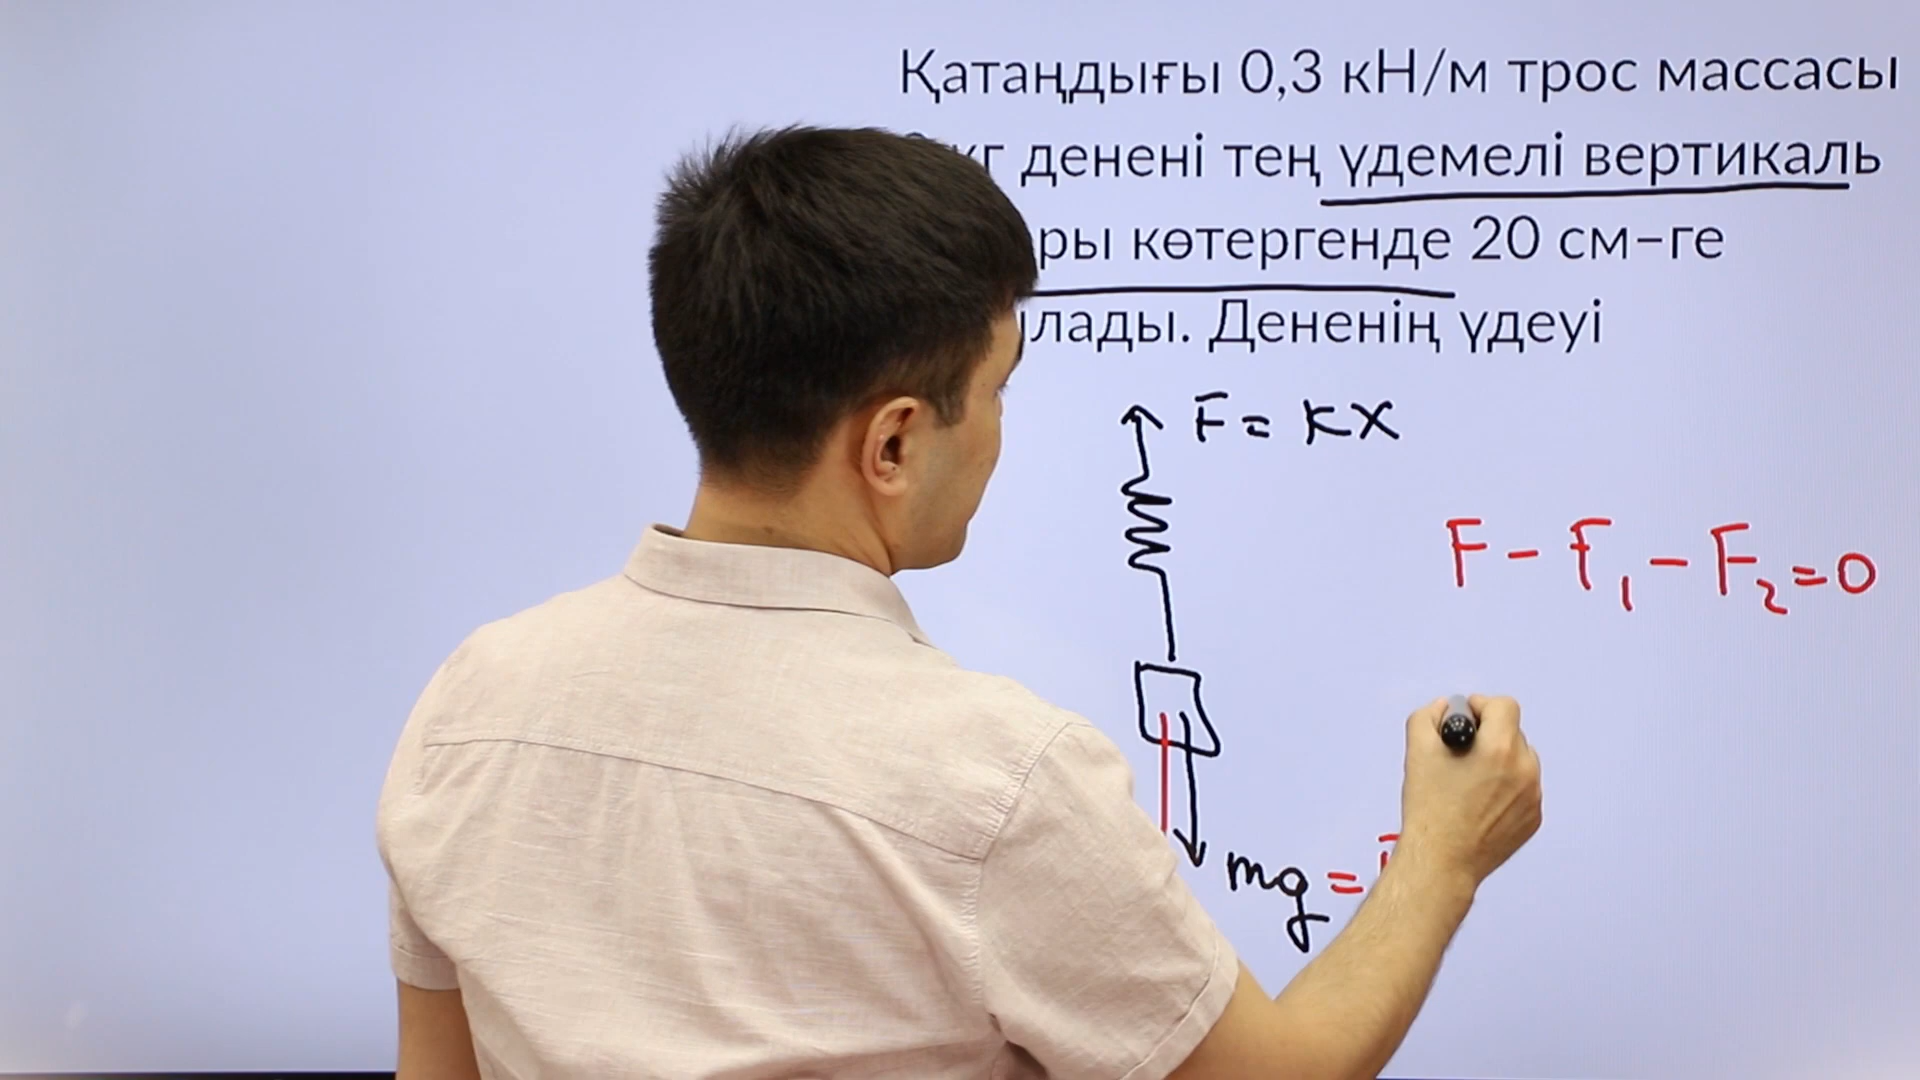 Қатаңдығы 0,3 кН/м трос массасы
кг денені тең үдемелі вертикаль
ры көтергенде 20 см–ге
лады. Дененің үдеуі
F = kx
F - F₁ - F₂ = 0
mg =